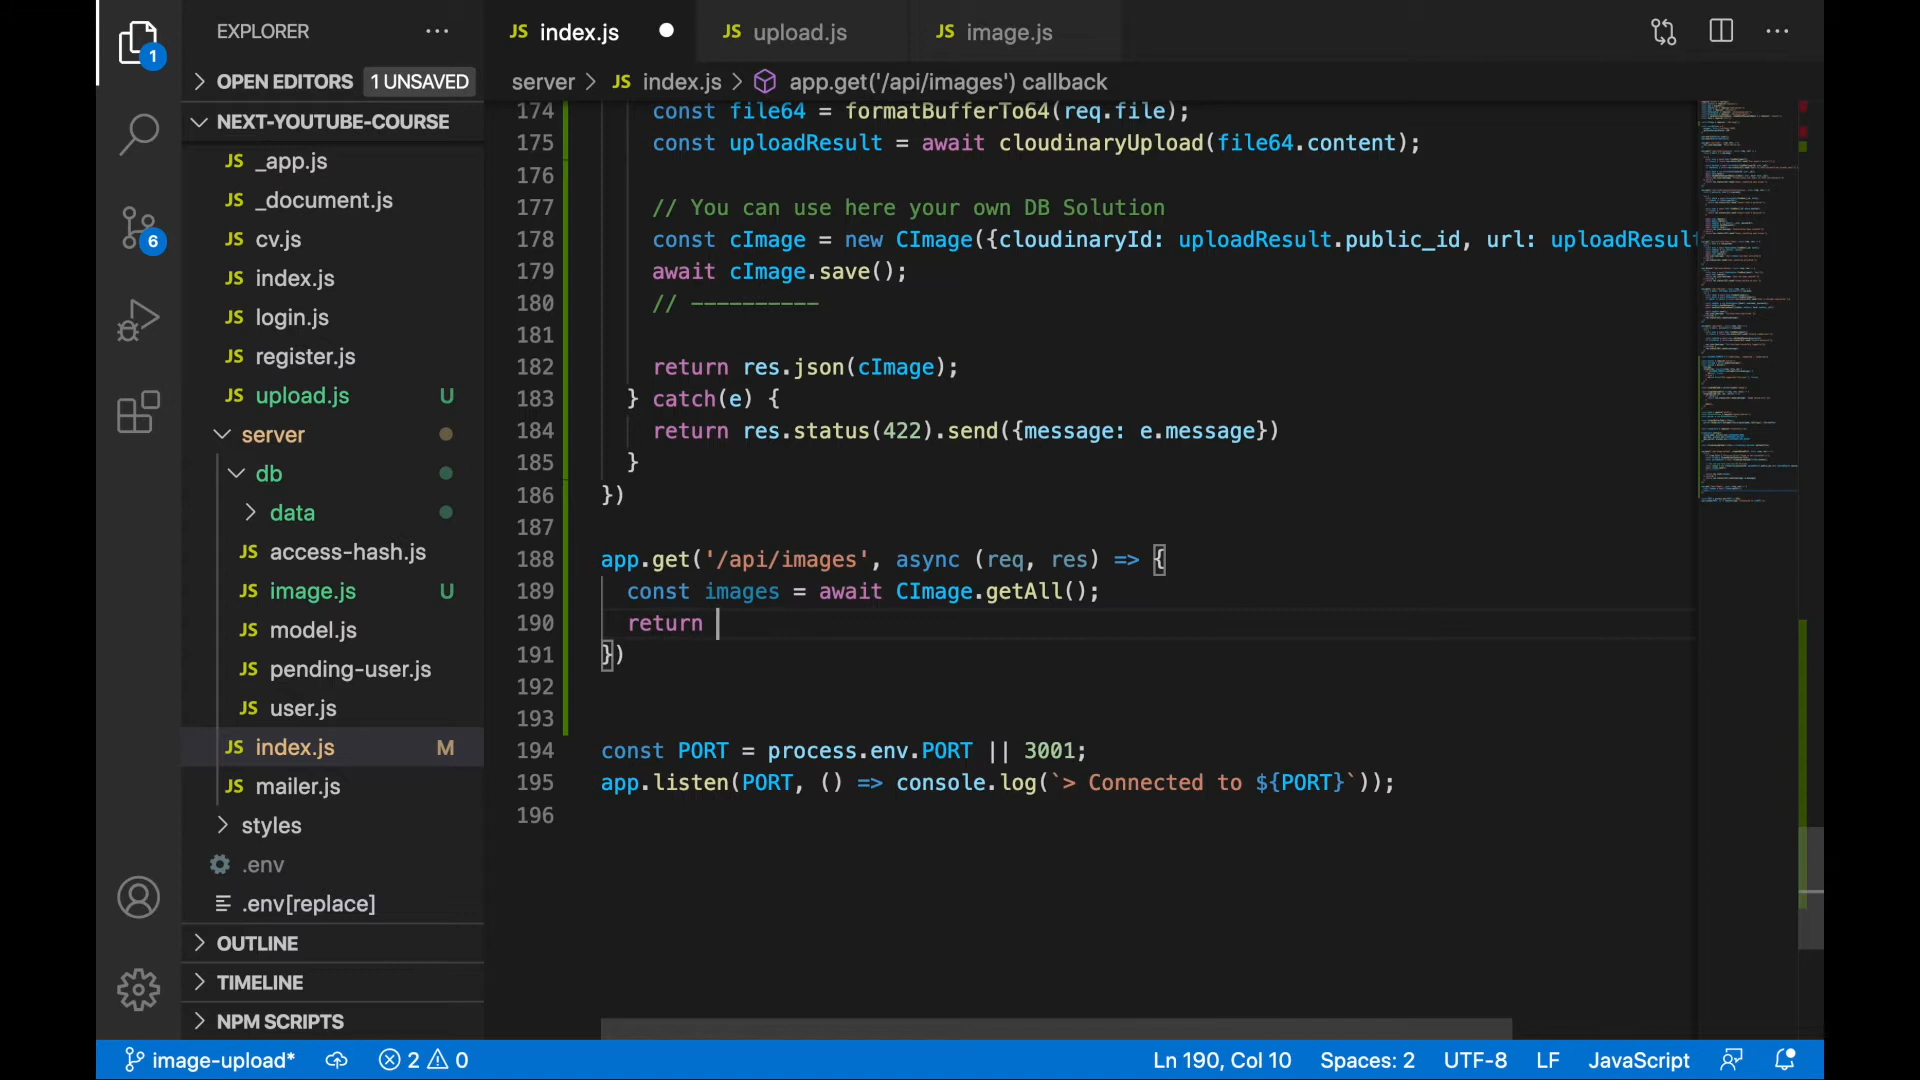 EXPLORER
1
OPEN EDITORS 1 UNSAVED
NEXT-YOUTUBE-COURSE
JS _app.js
JS _document.js
JS cv.js
JS index.js
JS login.js
JS register.js
JS upload.js U
server
db
data
JS access-hash.js
JS image.js U
JS model.js
JS pending-user.js
JS user.js
JS index.js M
JS mailer.js
styles
.env
.env[replace]
OUTLINE
TIMELINE
NPM SCRIPTS
6
JS index.js JS upload.js JS image.js
server > JS index.js > app.get('/api/images') callback
174 const file64 = formatBufferTo64(req.file);
175 const uploadResult = await cloudinaryUpload(file64.content);
176
177 // You can use here your own DB Solution
178 const cImage = new CImage({cloudinaryId: uploadResult.public_id, url: uploadResult
179 await cImage.save();
180 // ----------
181
182 return res.json(cImage);
183 } catch(e) {
184 return res.status(422).send({message: e.message})
185 }
186 })
187
188 app.get('/api/images', async (req, res) => {
189 const images = await CImage.getAll();
190 return
191 })
192
193
194 const PORT = process.env.PORT || 3001;
195 app.listen(PORT, () => console.log(`> Connected to ${PORT}`));
196
image-upload* 2 0 Ln 190, Col 10 Spaces: 2 UTF-8 LF JavaScript